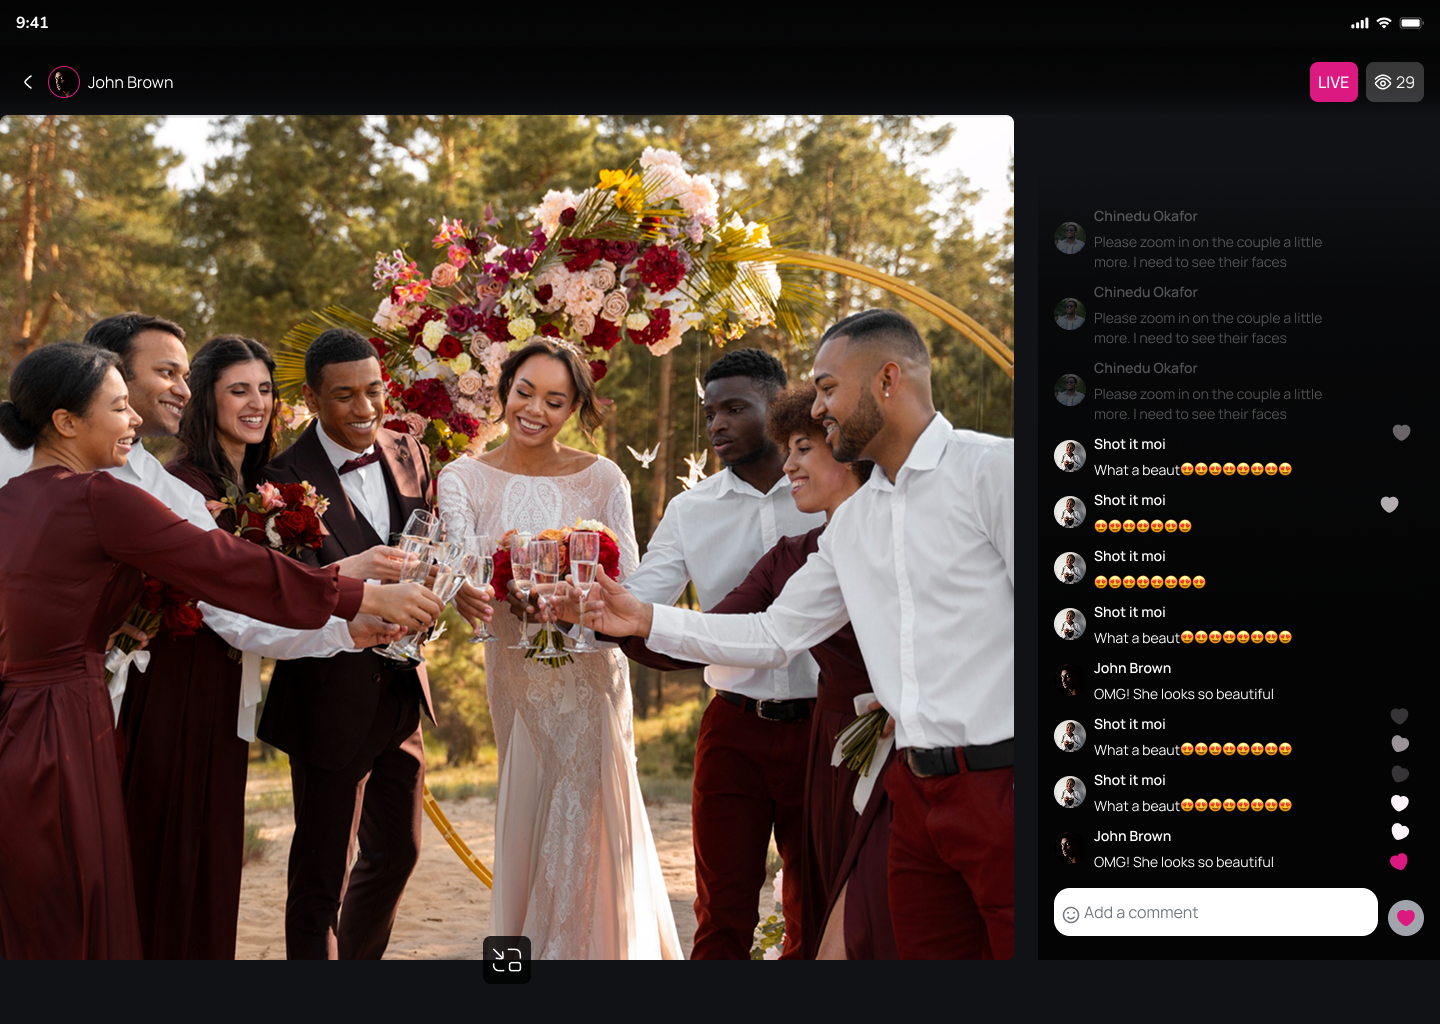 9:41
John Brown
LIVE
29
Chinedu Okafor
Please zoom in on the couple a little
more. I need to see their faces
Chinedu Okafor
Please zoom in on the couple a little
more. I need to see their faces
Chinedu Okafor
Please zoom in on the couple a little
more. I need to see their faces
Shot it moi
What a beaut😍😍😍😍😍😍😍😍
Shot it moi
😍😍😍😍😍😍😍
Shot it moi
😍😍😍😍😍😍😍😍
Shot it moi
What a beaut😍😍😍😍😍😍😍😍
John Brown
OMG! She looks so beautiful
Shot it moi
What a beaut😍😍😍😍😍😍😍😍
Shot it moi
What a beaut😍😍😍😍😍😍😍😍
John Brown
OMG! She looks so beautiful
Add a comment